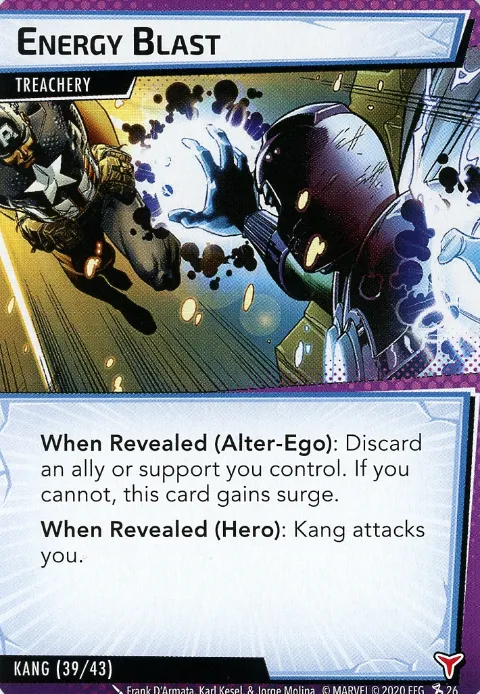 ENERGY BLAST
TREACHERY
When Revealed (Alter-Ego): Discard
an ally or support you control. If you
cannot, this card gains surge.
When Revealed (Hero): Kang attacks
you.
KANG (39/43)
Frank D'Armata, Karl Kesel, & Jorge Molina © MARVEL © 2020 FFG 26